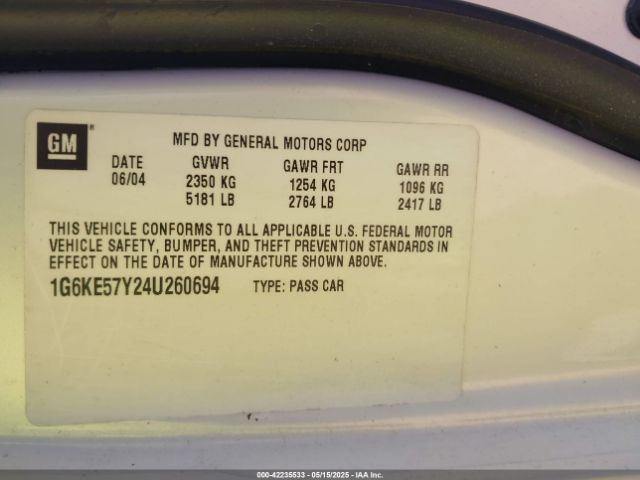 GM®
MFD BY GENERAL MOTORS CORP
DATE GVWR GAWR FRT GAWR RR
06/04 2350 KG 1254 KG 1096 KG
5181 LB 2764 LB 2417 LB
THIS VEHICLE CONFORMS TO ALL APPLICABLE U.S. FEDERAL MOTOR
VEHICLE SAFETY, BUMPER, AND THEFT PREVENTION STANDARDS IN
EFFECT ON THE DATE OF MANUFACTURE SHOWN ABOVE.
1G6KE57Y24U260694 TYPE: PASS CAR
000-42235533 - 05/15/2025 - IAA Inc.